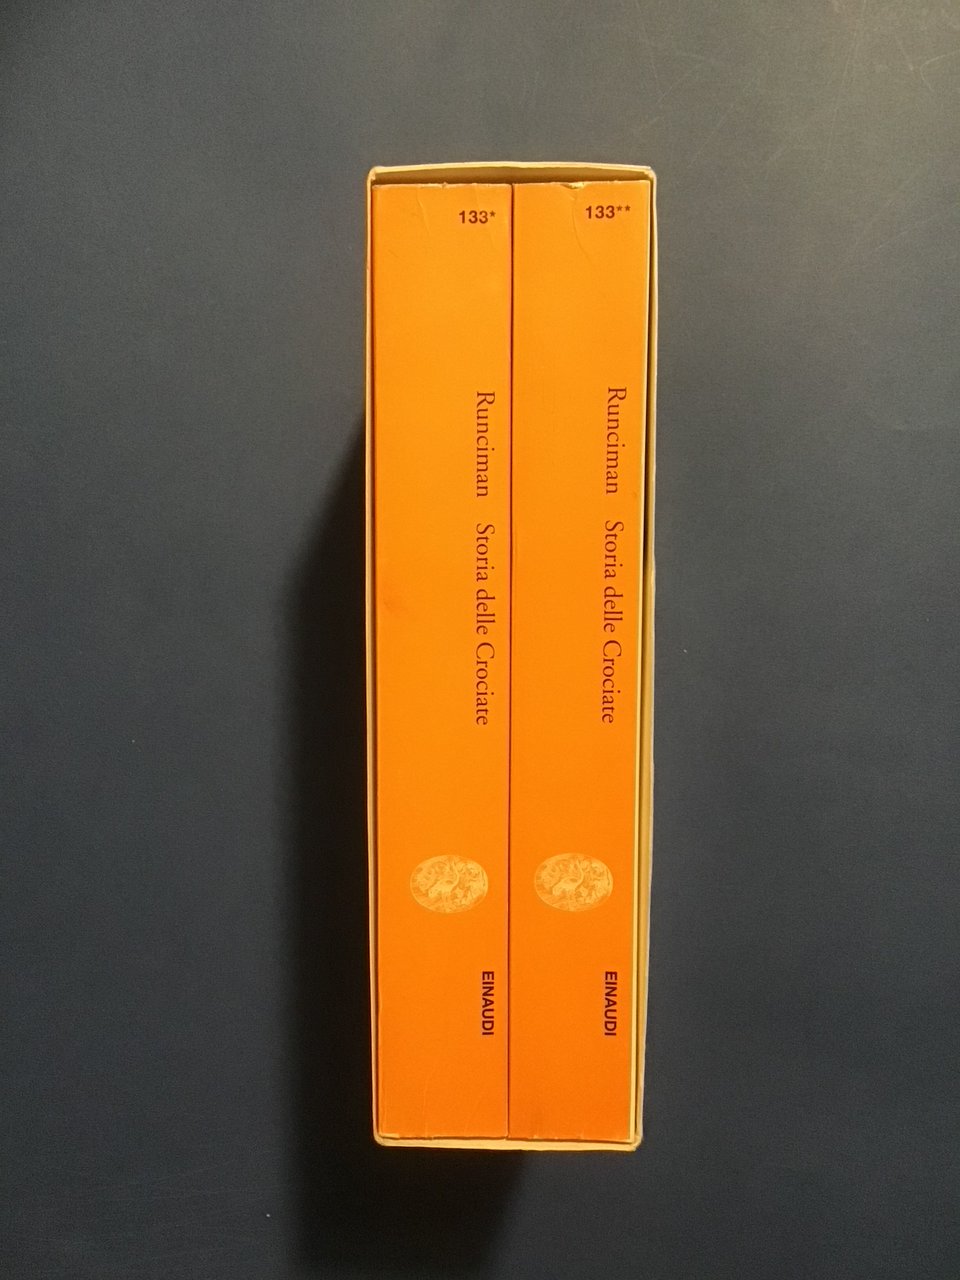 133*
Runciman Storia delle Crociate
EINAUDI
133**
Runciman Storia delle Crociate
EINAUDI